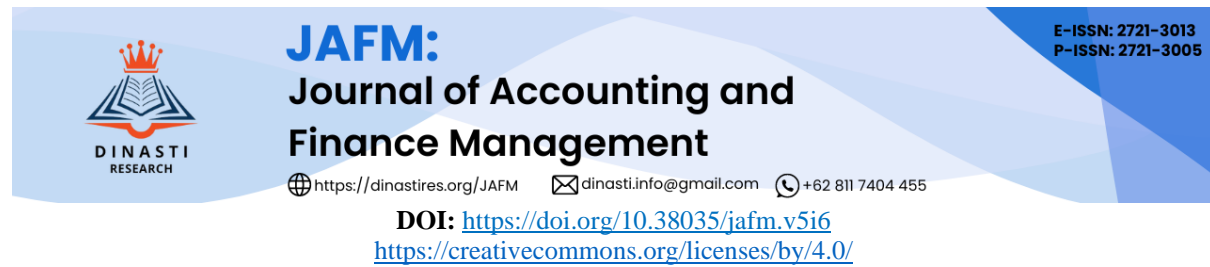 E-ISSN: 2721-3013
P-ISSN: 2721-3005
JAFM:
Journal of Accounting and
Finance Management
DINASTI
RESEARCH
https://dinastires.org/JAFM dinasti.info@gmail.com +62 811 7404 455
DOI: https://doi.org/10.38035/jafm.v5i6
https://creativecommons.org/licenses/by/4.0/